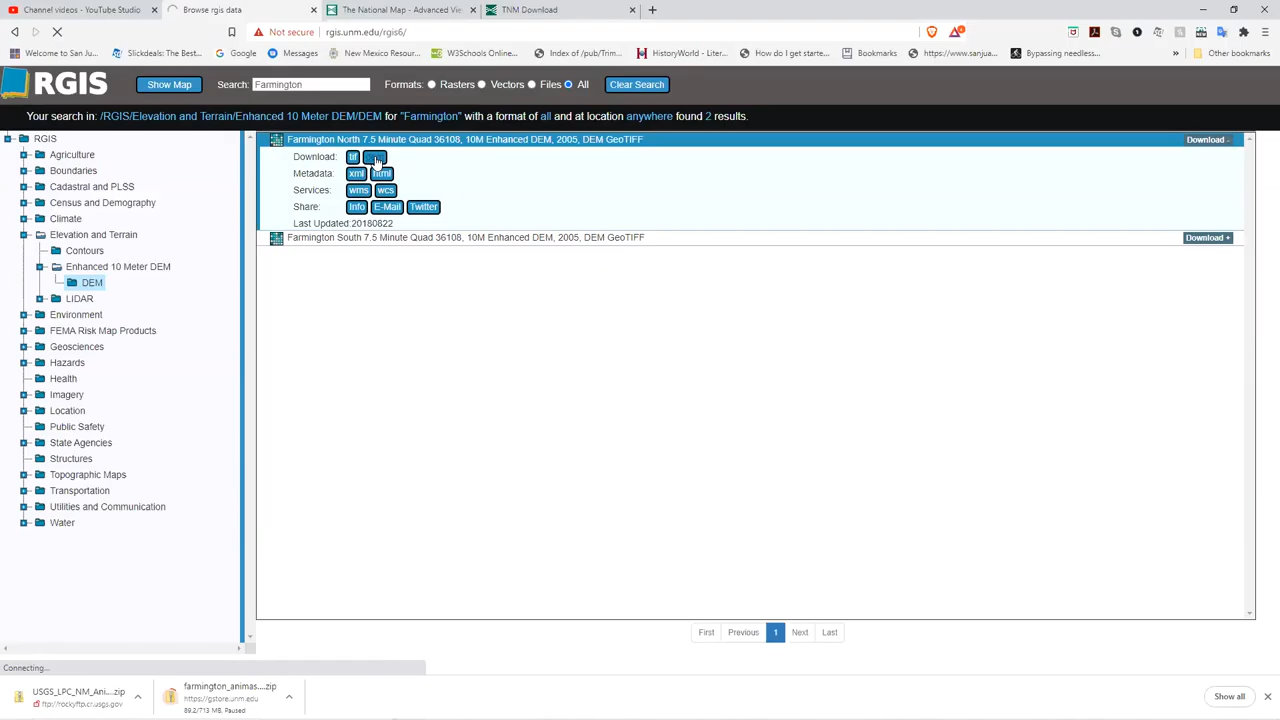 Channel videos - YouTube Studio
Browse rgis data
The National Map - Advanced Vie
TNM Download
Not secure
rgis.unm.edu/rgis6/
Welcome to San Ju...
Slickdeals: The Best...
Google
Messages
New Mexico Resour...
W3Schools Online...
Index of /pub/Trim...
HistoryWorld - Liter...
How do I get starte...
Bookmarks
https://www.sanjua...
Bypassing needless...
»
Other bookmarks
RGIS
Show Map
Search:
Farmington
Formats:
Rasters
Vectors
Files
All
Clear Search
Your search in: /RGIS/Elevation and Terrain/Enhanced 10 Meter DEM/DEM for "Farmington" with a format of all and at location anywhere found 2 results.
RGIS
Agriculture
Boundaries
Cadastral and PLSS
Census and Demography
Climate
Elevation and Terrain
Contours
Enhanced 10 Meter DEM
DEM
LIDAR
Environment
FEMA Risk Map Products
Geosciences
Hazards
Health
Imagery
Location
Public Safety
State Agencies
Structures
Topographic Maps
Transportation
Utilities and Communication
Water
Farmington North 7.5 Minute Quad 36108, 10M Enhanced DEM, 2005, DEM GeoTIFF
Download -
Download: tif
Metadata: xml html
Services: wms wcs
Share: Info E-Mail Twitter
Last Updated:20180822
Farmington South 7.5 Minute Quad 36108, 10M Enhanced DEM, 2005, DEM GeoTIFF
Download +
First Previous 1 Next Last
Connecting...
USGS_LPC_NM_Ani....zip
ftp://rockyftp.cr.usgs.gov
farmington_animas....zip
https://gstore.unm.edu
89.2/713 MB, Paused
Show all